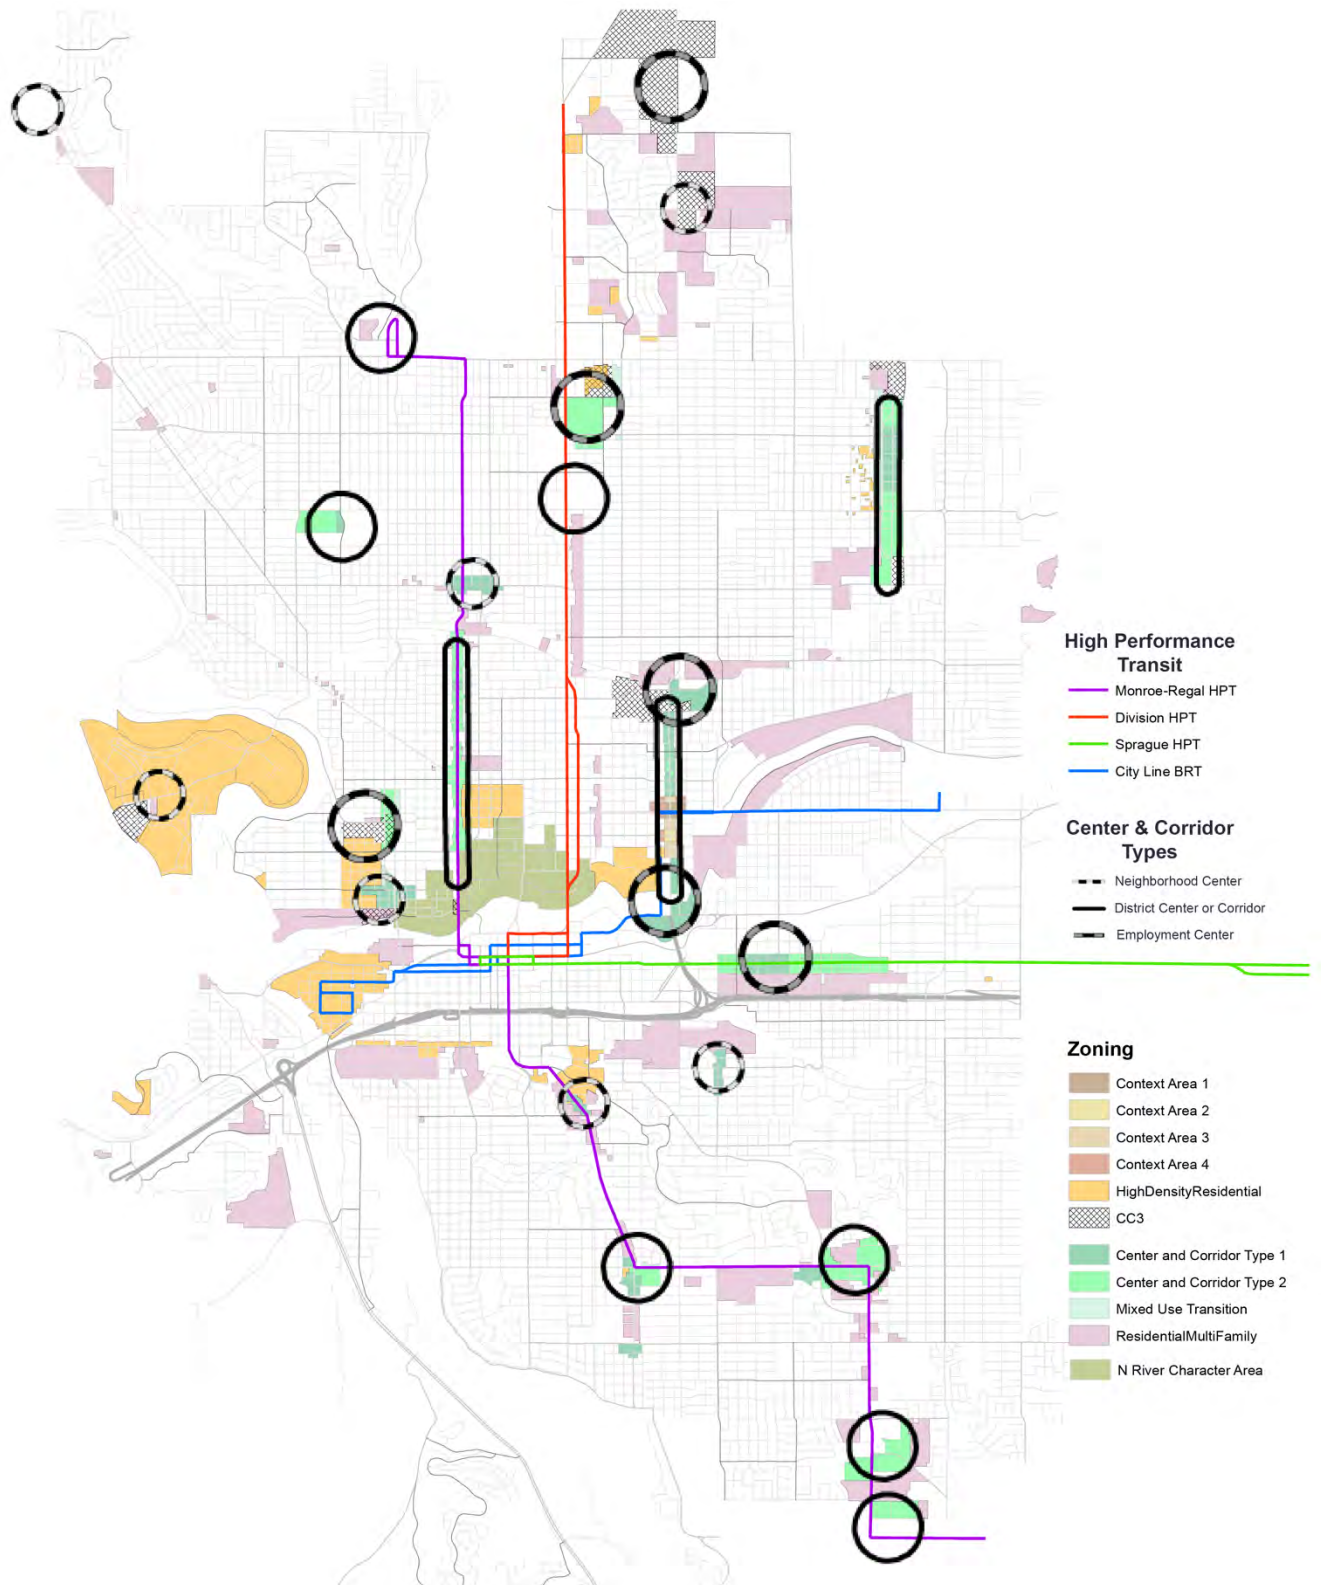 High Performance
Transit
Monroe-Regal HPT
Division HPT
Sprague HPT
City Line BRT
Center & Corridor
Types
Neighborhood Center
District Center or Corridor
Employment Center
Zoning
Context Area 1
Context Area 2
Context Area 3
Context Area 4
HighDensityResidential
CC3
Center and Corridor Type 1
Center and Corridor Type 2
Mixed Use Transition
ResidentialMultiFamily
N River Character Area